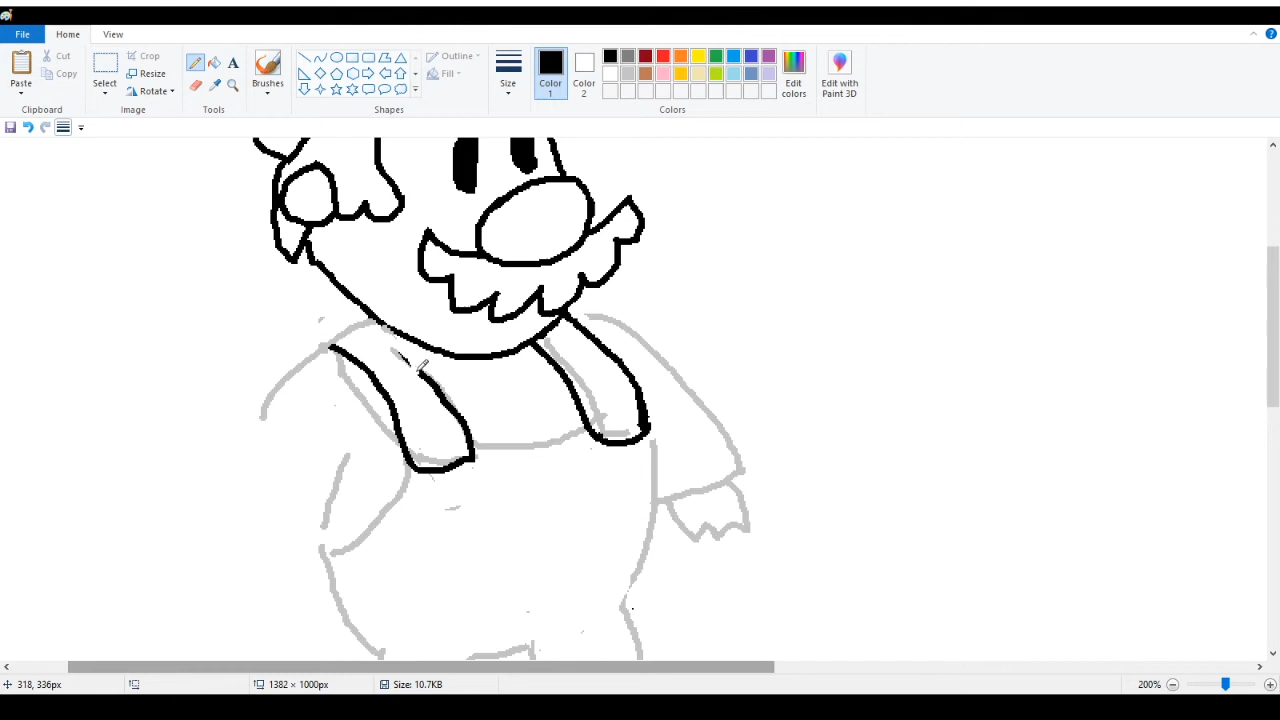 File Home View
Paste Cut Copy Select Crop Resize Rotate A Brushes Outline Fill Size Color 1 Color 2 Edit colors Edit with Paint 3D
Clipboard Image Tools Shapes Colors
318, 336px 1382 × 1000px Size: 10.7KB 200%